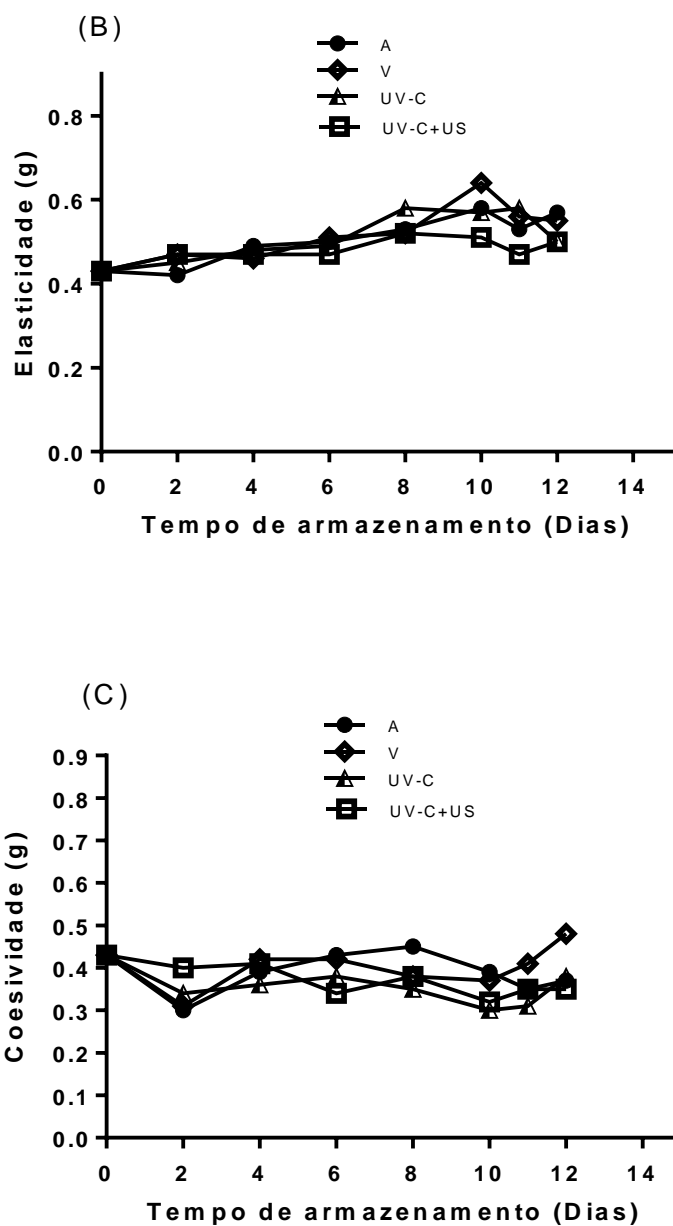 (B)
A
V
UV-C
UV-C+US
Elasticidade (g)
0.8
0.6
0.4
0.2
0.0
0 2 4 6 8 10 12 14
Tempo de armazenamento (Dias)
(C)
A
V
UV-C
UV-C+US
Coesividade (g)
0.9
0.8
0.7
0.6
0.5
0.4
0.3
0.2
0.1
0.0
0 2 4 6 8 10 12 14
Tempo de armazenamento (Dias)